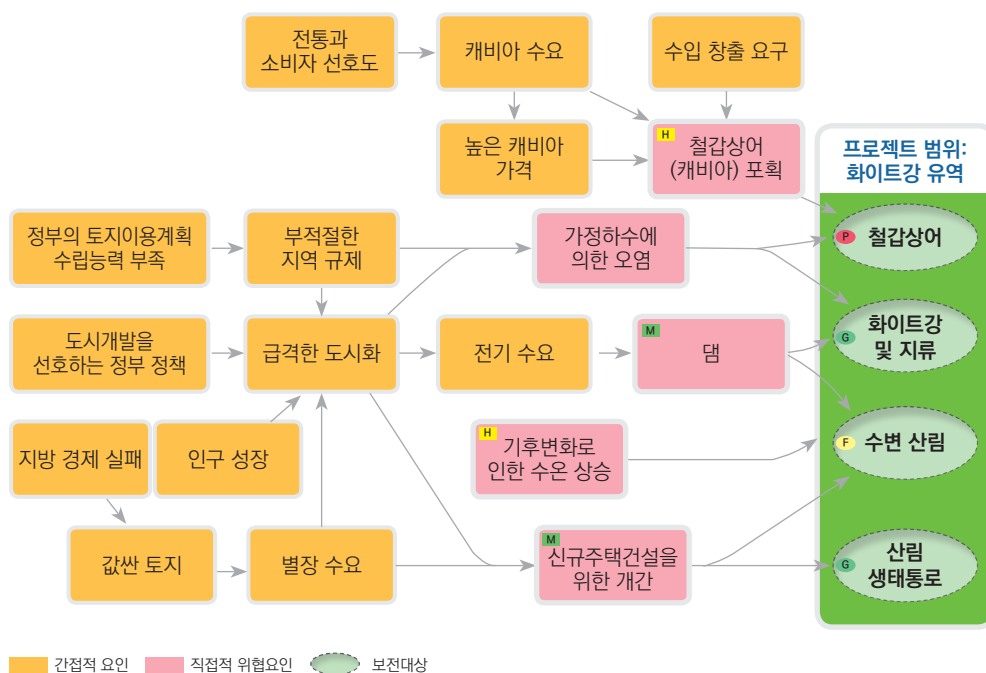 전통과
소비자 선호도
캐비아 수요
수입 창출 요구
높은 캐비아
가격
H
철갑상어
(캐비아) 포획
프로젝트 범위:
화이트강 유역
정부의 토지이용계획
수립능력 부족
부적절한
지역 규제
가정하수에
의한 오염
P
철갑상어
도시개발을
선호하는 정부 정책
급격한 도시화
전기 수요
M
댐
G
화이트강
및 지류
지방 경제 실패
인구 성장
H
기후변화로
인한 수온 상승
F
수변 산림
값싼 토지
별장 수요
M
신규주택건설을
위한 개간
G
산림
생태통로
간접적 요인
직접적 위협요인
보전대상